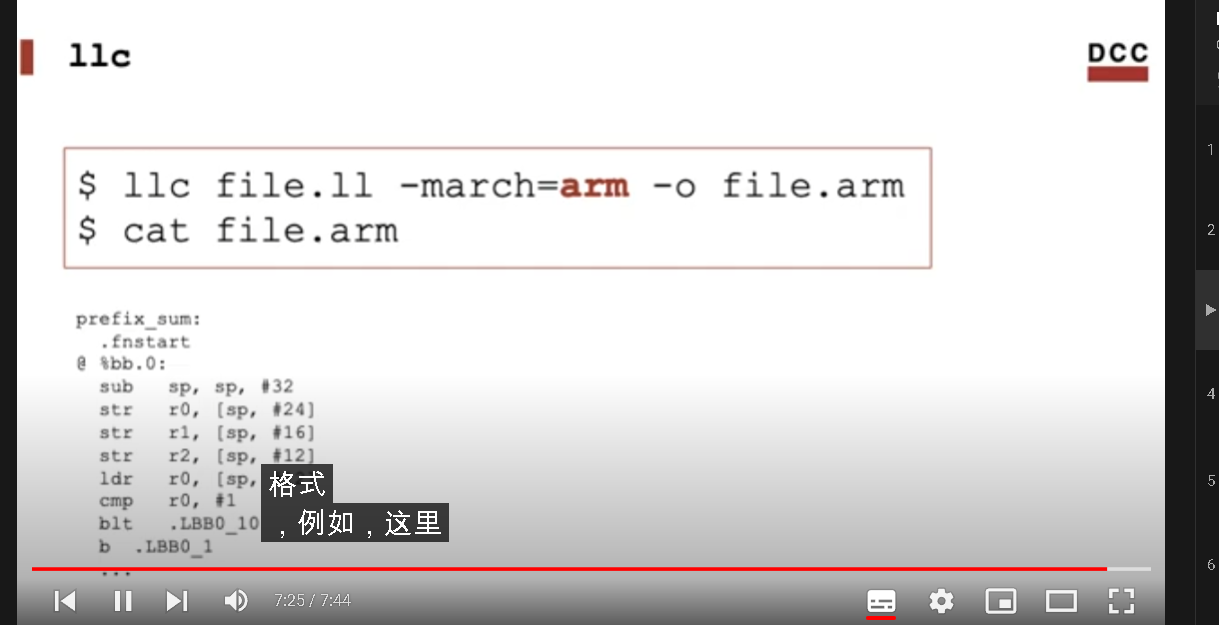 llc
DCC
$ llc file.ll -march=arm -o file.arm
$ cat file.arm
prefix_sum:
.fnstart
@ %bb.0:
sub sp, sp, #32
str r0, [sp, #24]
str r1, [sp, #16]
str r2, [sp, #12]
ldr r0, [sp,
cmp r0, #1
blt .LBB0_10
b .LBB0_1
...
格式
，例如，这里
7:25 / 7:44
1
2
4
5
6